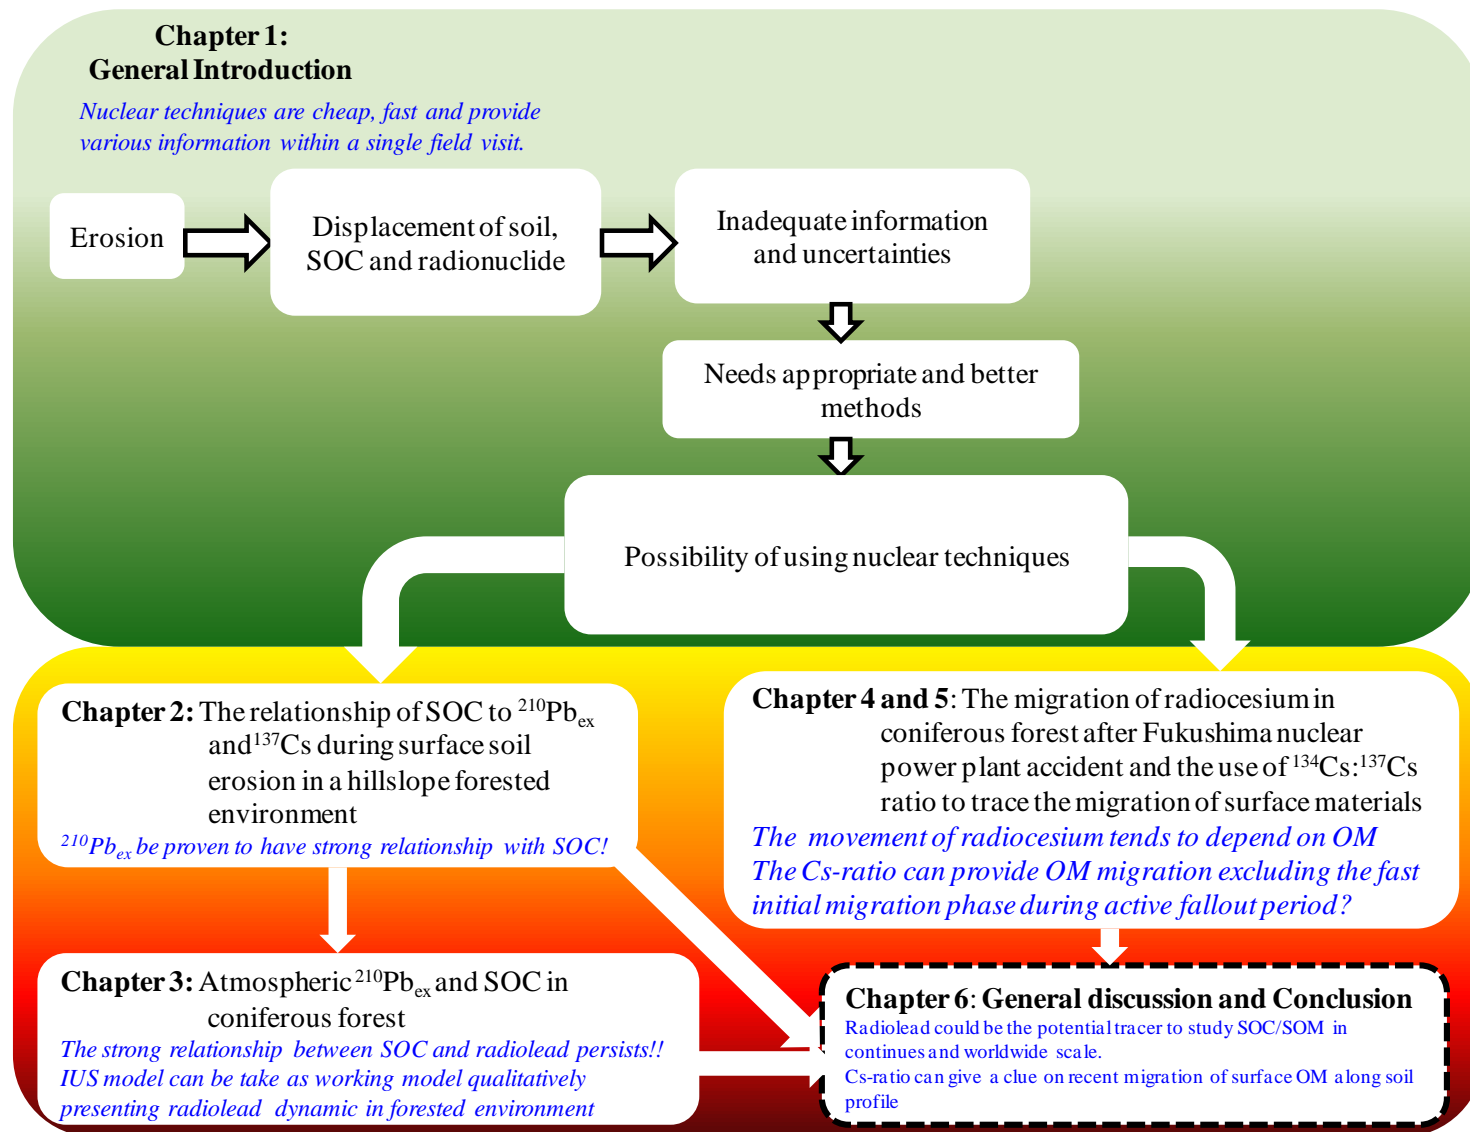 Chapter 1:
General Introduction
Nuclear techniques are cheap, fast and provide
various information within a single field visit.
Erosion
Displacement of soil,
SOC and radionuclide
Inadequate information
and uncertainties
Needs appropriate and better
methods
Possibility of using nuclear techniques
Chapter 2: The relationship of SOC to ²¹⁰Pbₑₓ
and¹³⁷Cs during surface soil
erosion in a hillslope forested
environment
²¹⁰Pbₑₓ be proven to have strong relationship with SOC!
Chapter 4 and 5: The migration of radiocesium in
coniferous forest after Fukushima nuclear
power plant accident and the use of ¹³⁴Cs:¹³⁷Cs
ratio to trace the migration of surface materials
The movement of radiocesium tends to depend on OM
The Cs-ratio can provide OM migration excluding the fast
initial migration phase during active fallout period?
Chapter 3: Atmospheric ²¹⁰Pbₑₓ and SOC in
coniferous forest
The strong relationship between SOC and radiolead persists!!
IUS model can be take as working model qualitatively
presenting radiolead dynamic in forested environment
Chapter 6: General discussion and Conclusion
Radiolead could be the potential tracer to study SOC/SOM in
continues and worldwide scale.
Cs-ratio can give a clue on recent migration of surface OM along soil
profile